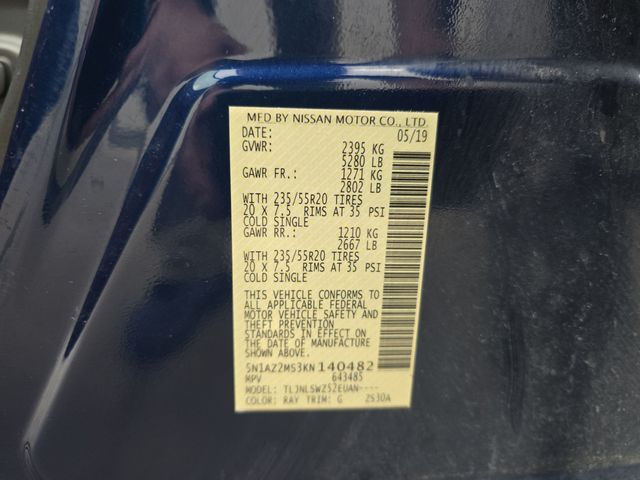 MFD BY NISSAN MOTOR CO., LTD.
DATE: 05/19
GVWR: 2395 KG
5280 LB
GAWR FR.: 1271 KG
2802 LB
WITH 235/55R20 TIRES
20 X 7.5 RIMS AT 35 PSI
COLD SINGLE
GAWR RR.: 1210 KG
2667 LB
WITH 235/55R20 TIRES
20 X 7.5 RIMS AT 35 PSI
COLD SINGLE
THIS VEHICLE CONFORMS TO
ALL APPLICABLE FEDERAL
MOTOR VEHICLE SAFETY AND
THEFT PREVENTION
STANDARDS IN EFFECT ON
THE DATE OF MANUFACTURE
SHOWN ABOVE.
5N1AZ2MS3KN140482
MPV 643485
MODEL: TLJNLSWZ52EUAN----
COLOR: RAY TRIM: G ZS30A